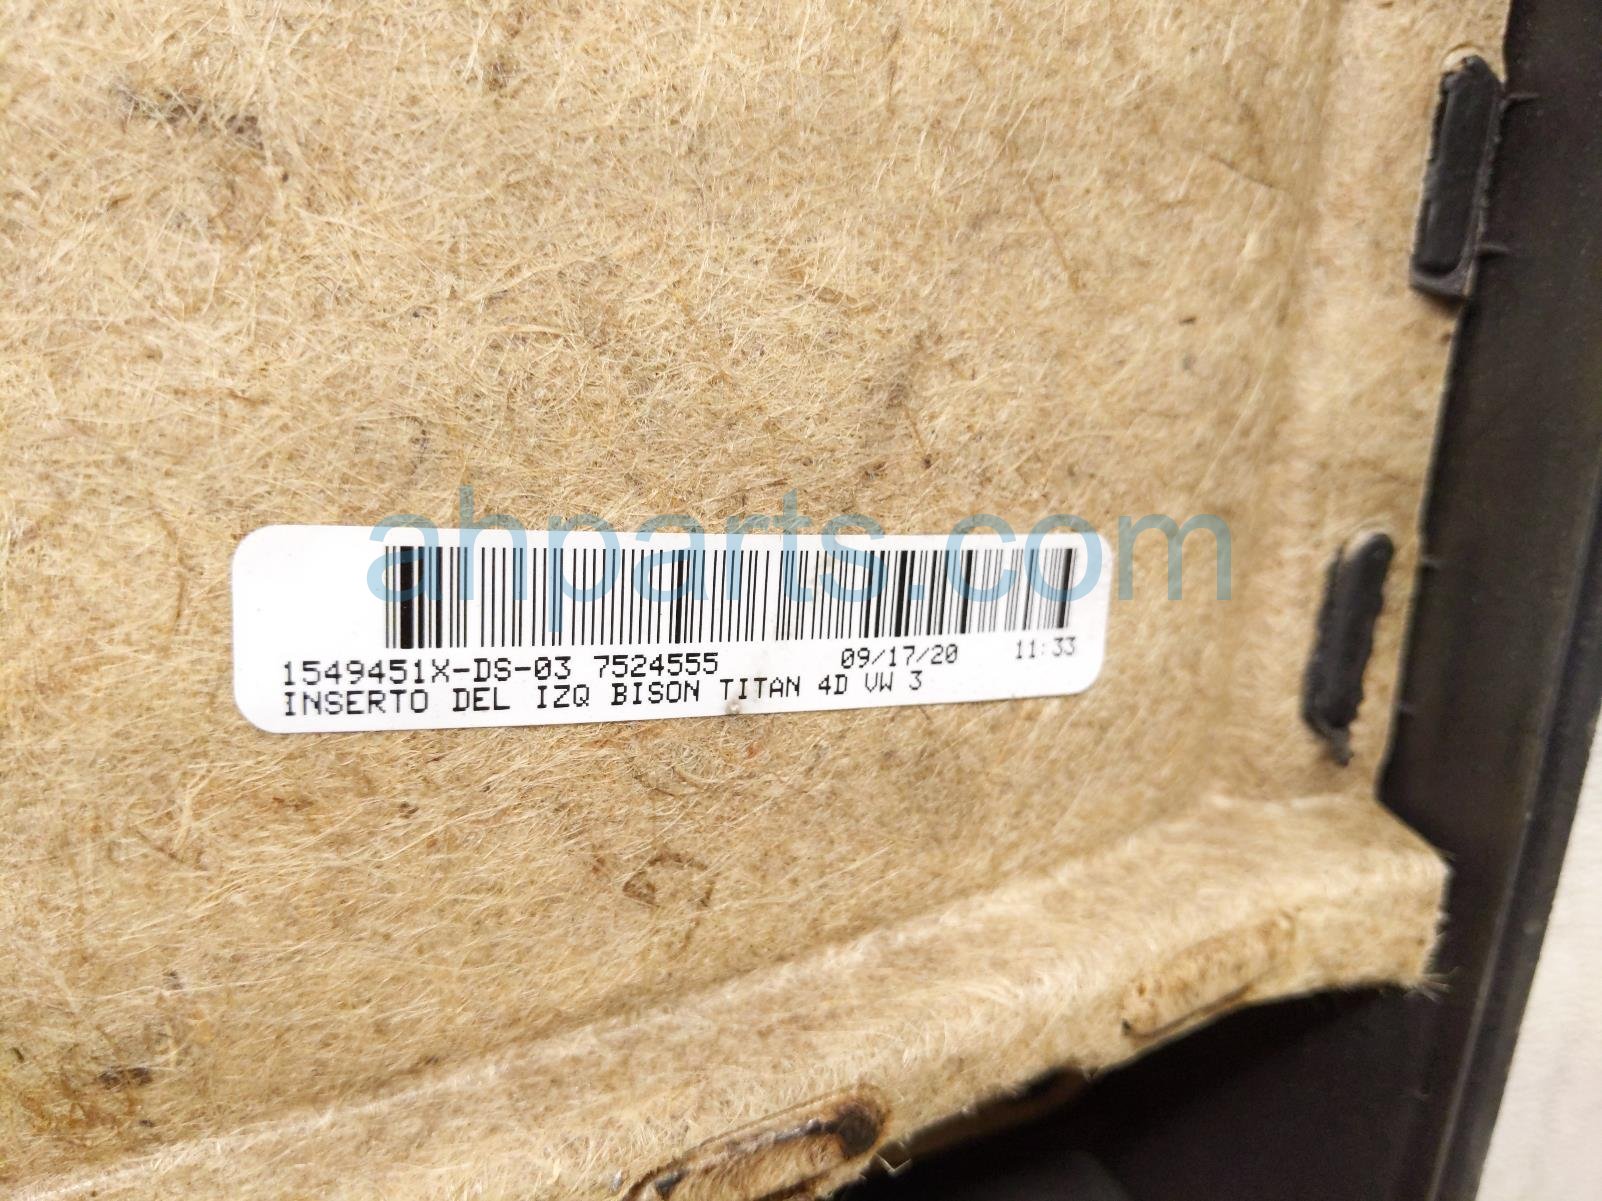 ahparts.com
1549451X-DS-03 7524555 09/17/20 11:33
INSERTO DEL IZQ BISON TITAN 4D VW 3